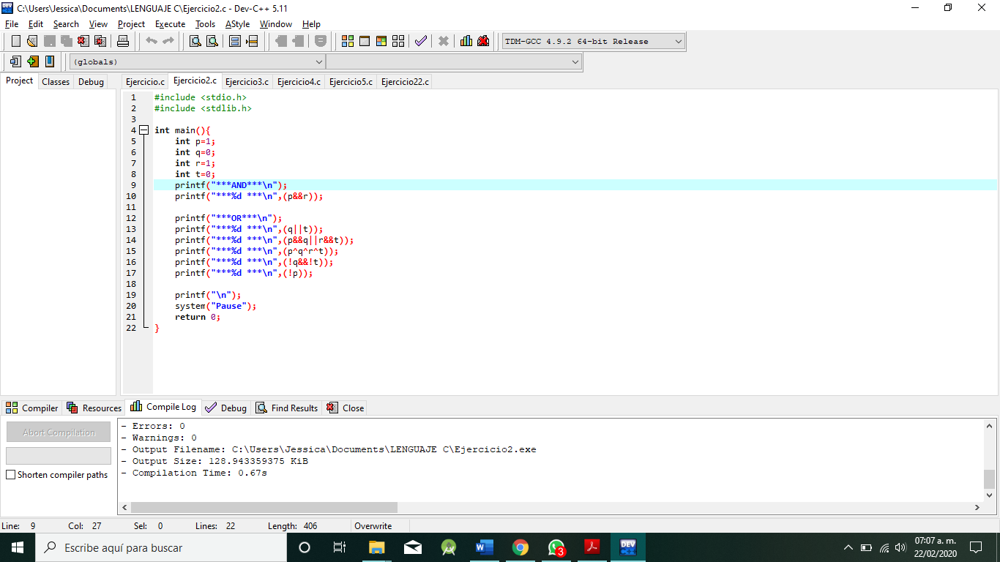 C:\Users\Jessica\Documents\LENGUAJE C\Ejercicio2.c - Dev-C++ 5.11
File Edit Search View Project Execute Tools AStyle Window Help
TDM-GCC 4.9.2 64-bit Release
(globals)
Project Classes Debug
Ejercicio.c Ejercicio2.c Ejercicio3.c Ejercicio4.c Ejercicio5.c Ejercicio22.c
1 #include <stdio.h>
2 #include <stdlib.h>
3
4 int main(){
5 int p=1;
6 int q=0;
7 int r=1;
8 int t=0;
9 printf("***AND***\n");
10 printf("***%d ***\n",(p&&r));
11
12 printf("***OR***\n");
13 printf("***%d ***\n",(q||t));
14 printf("***%d ***\n",(p&&q||r&&t));
15 printf("***%d ***\n",(p^q^r^t));
16 printf("***%d ***\n",(!q&&!t));
17 printf("***%d ***\n",(!p));
18
19 printf("\n");
20 system("Pause");
21 return 0;
22 }
Compiler Resources Compile Log Debug Find Results Close
Abort Compilation
Shorten compiler paths
- Errors: 0
- Warnings: 0
- Output Filename: C:\Users\Jessica\Documents\LENGUAJE C\Ejercicio2.exe
- Output Size: 128.943359375 KiB
- Compilation Time: 0.67s
Line: 9 Col: 27 Sel: 0 Lines: 22 Length: 406 Overwrite
Escribe aquí para buscar
3
DEV
07:07 a. m.
22/02/2020